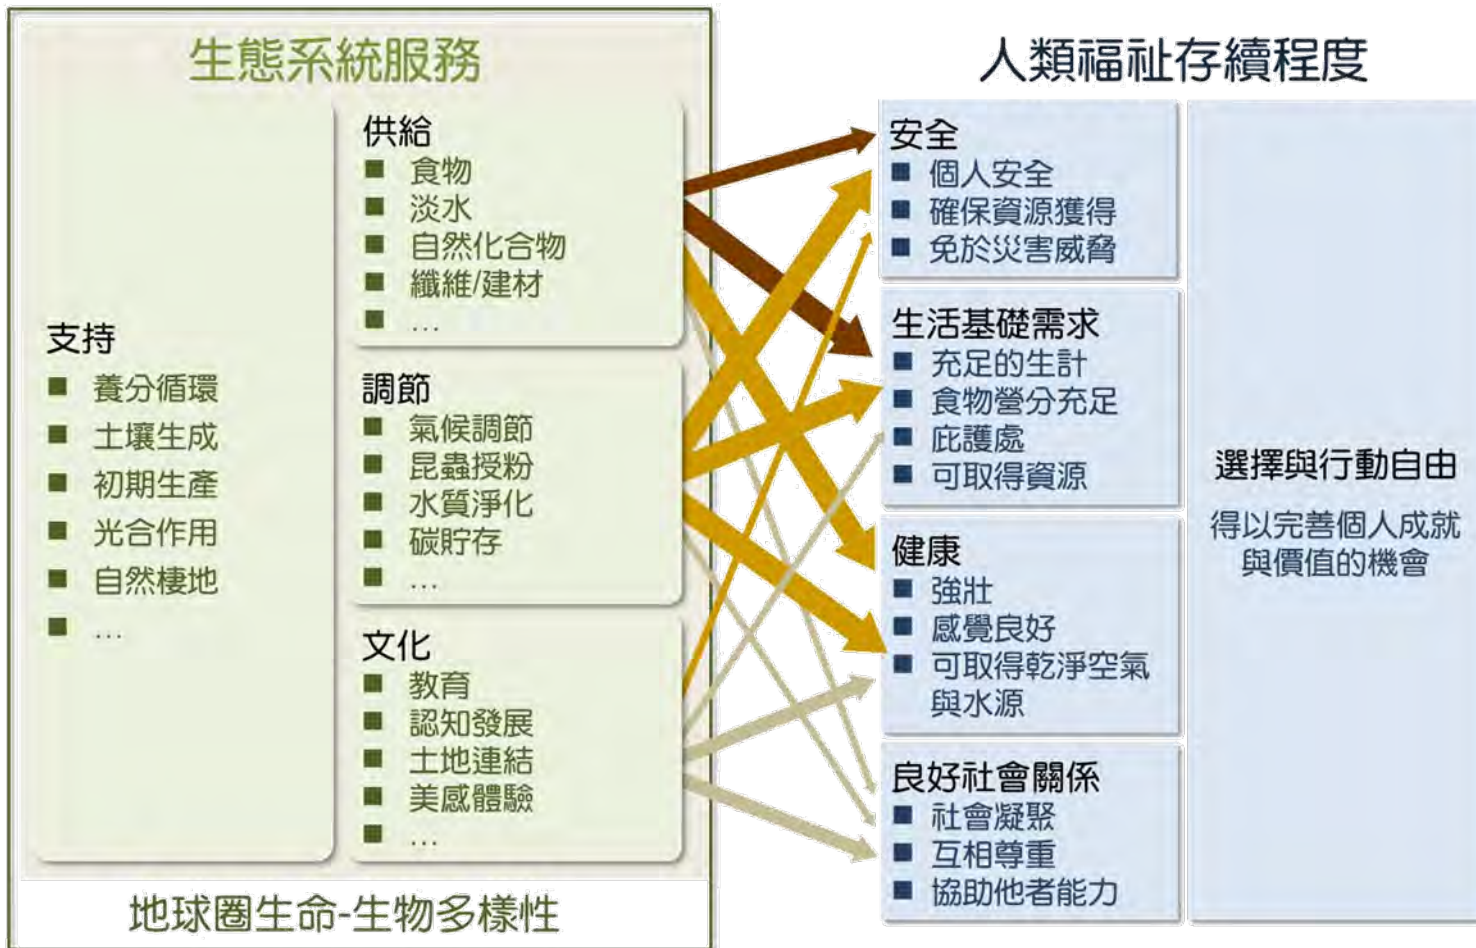 生態系統服務
支持
■ 養分循環
■ 土壤生成
■ 初期生產
■ 光合作用
■ 自然棲地
■ …
供給
■ 食物
■ 淡水
■ 自然化合物
■ 纖維/建材
■ …
調節
■ 氣候調節
■ 昆蟲授粉
■ 水質淨化
■ 碳貯存
■ …
文化
■ 教育
■ 認知發展
■ 土地連結
■ 美感體驗
■ …
地球圈生命-生物多樣性
人類福祉存續程度
安全
■ 個人安全
■ 確保資源獲得
■ 免於災害威脅
生活基礎需求
■ 充足的生計
■ 食物營分充足
■ 庇護處
■ 可取得資源
健康
■ 強壯
■ 感覺良好
■ 可取得乾淨空氣
與水源
良好社會關係
■ 社會凝聚
■ 互相尊重
■ 協助他者能力
選擇與行動自由
得以完善個人成就
與價值的機會